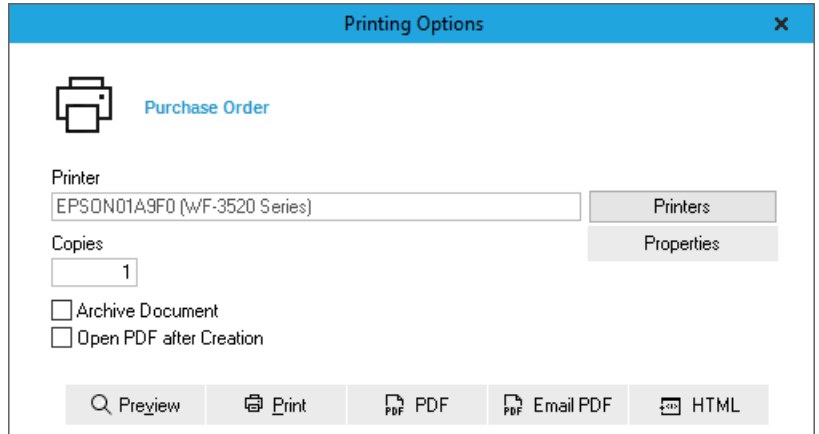 Printing Options
Purchase Order
Printer
EPSON01A9F0 (WF-3520 Series)
Printers
Copies
Properties
1
Archive Document
Open PDF after Creation
Preview
Print
PDF
PDF
PDF
Email PDF
HTML